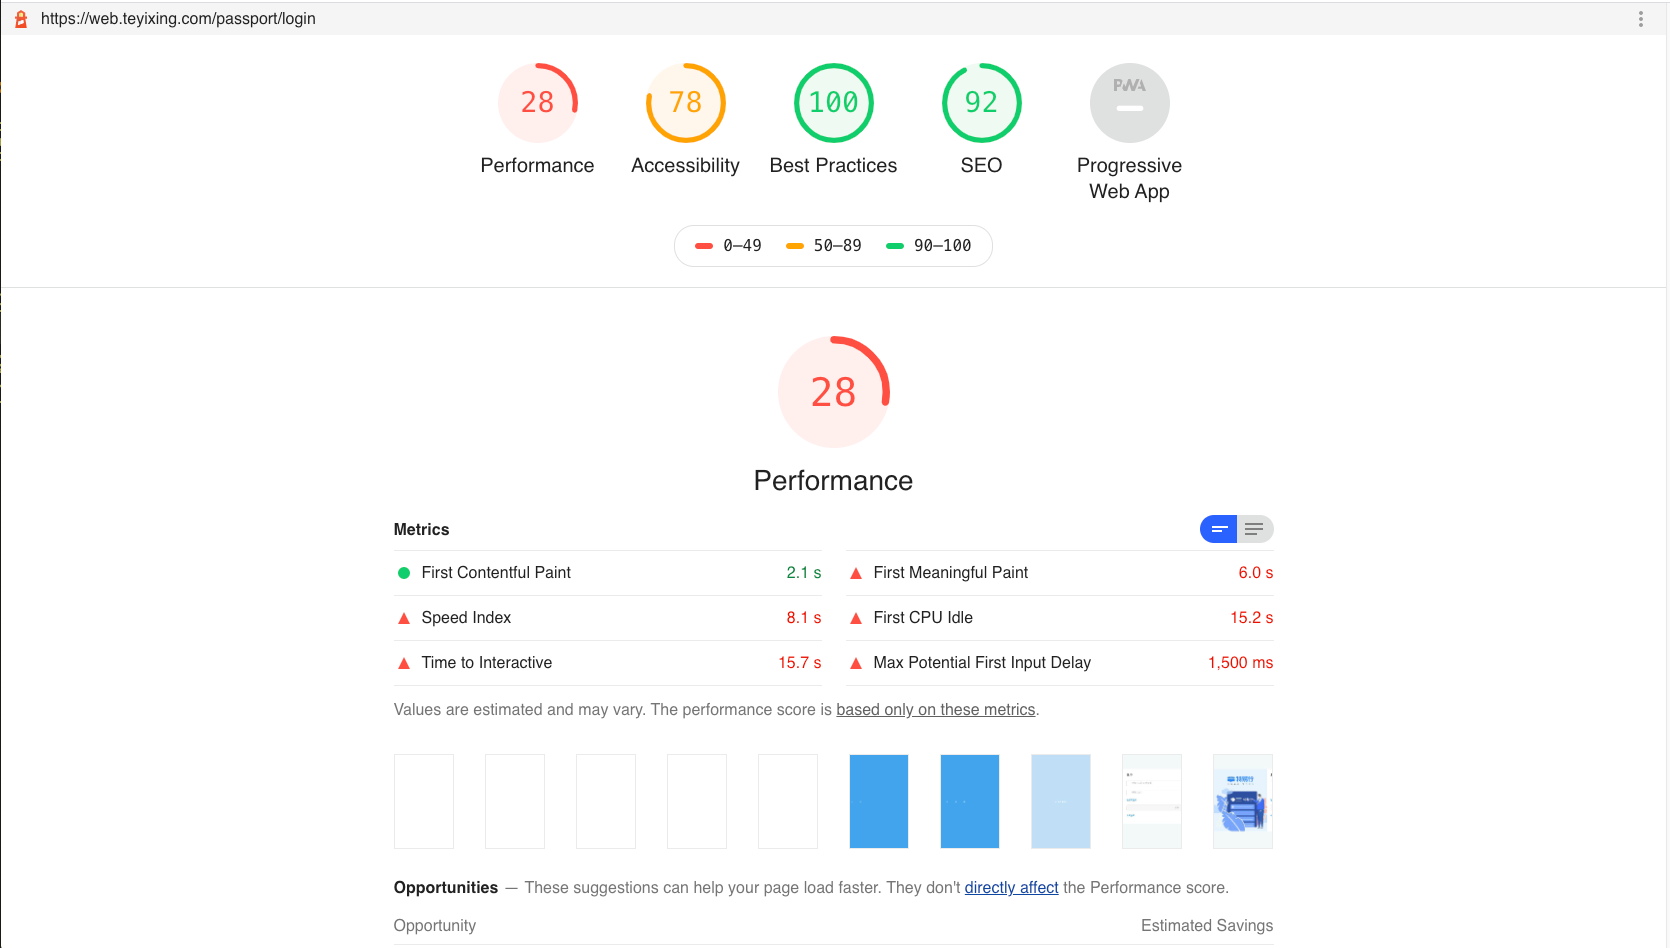 https://web.teyixing.com/passport/login
28
78
100
92
PWA
Performance
Accessibility
Best Practices
SEO
Progressive
Web App
0–49
50–89
90–100
28
Performance
Metrics
First Contentful Paint 2.1 s
First Meaningful Paint 6.0 s
Speed Index 8.1 s
First CPU Idle 15.2 s
Time to Interactive 15.7 s
Max Potential First Input Delay 1,500 ms
Values are estimated and may vary. The performance score is based only on these metrics.
Opportunities — These suggestions can help your page load faster. They don't directly affect the Performance score.
Opportunity Estimated Savings